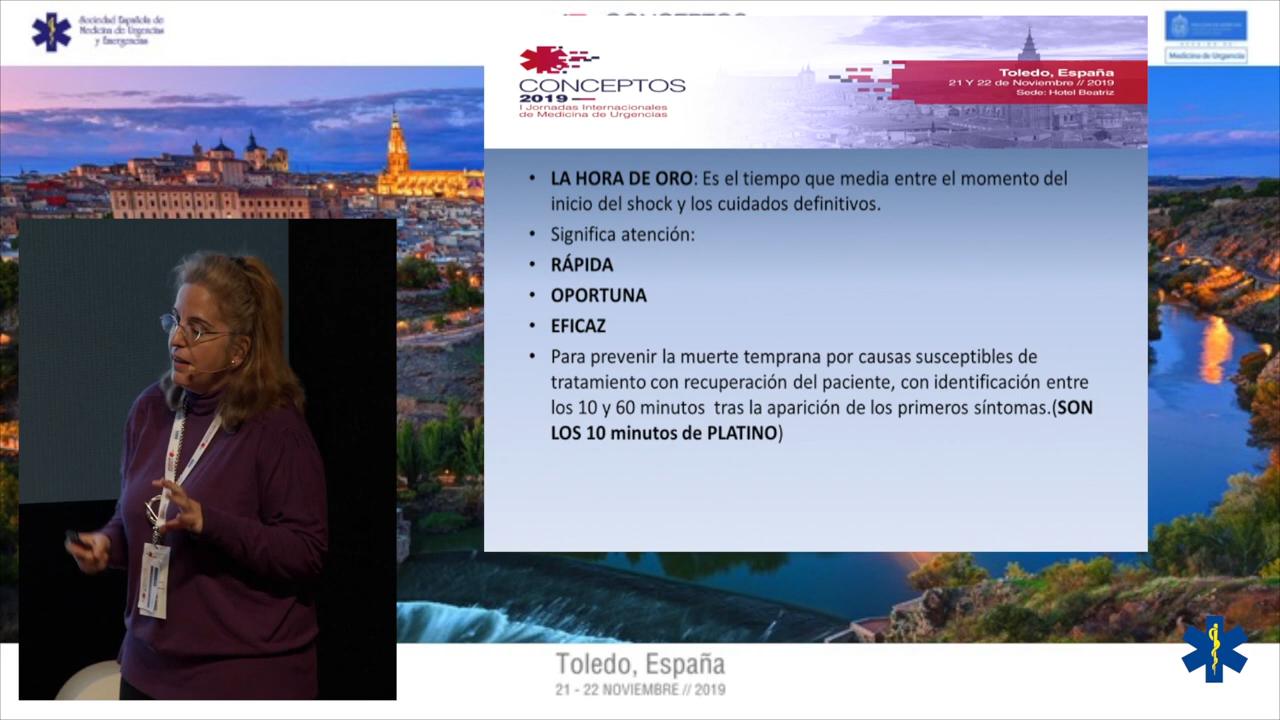 Sociedad Española de
Medicina de Urgencias
y Emergencias
CONCEPTOS
CONCEPTOS
2019
I Jornadas Internacionales
de Medicina de Urgencias
Toledo, España
21 Y 22 de Noviembre // 2019
Sede: Hotel Beatriz
Medicina de Urgencia
• LA HORA DE ORO: Es el tiempo que media entre el momento del
inicio del shock y los cuidados definitivos.
• Significa atención:
• RÁPIDA
• OPORTUNA
• EFICAZ
• Para prevenir la muerte temprana por causas susceptibles de
tratamiento con recuperación del paciente, con identificación entre
los 10 y 60 minutos tras la aparición de los primeros síntomas.(SON
LOS 10 minutos de PLATINO)
Toledo, España
21 - 22 NOVIEMBRE // 2019